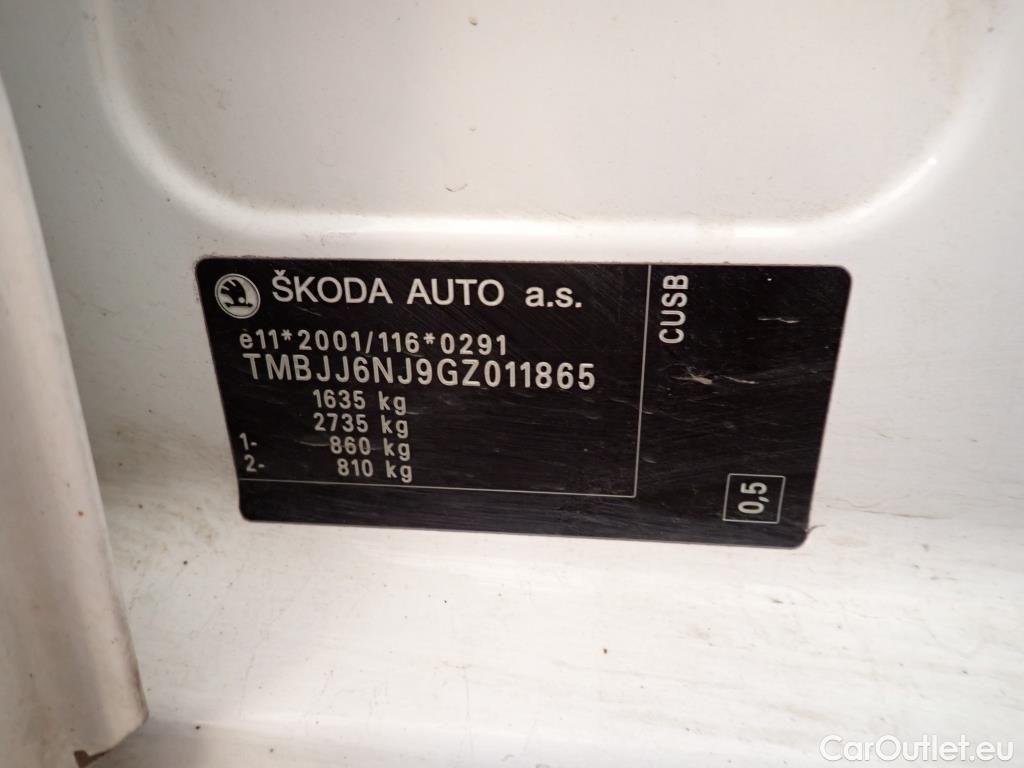 ŠKODA AUTO a.s.
e11*2001/116*0291
TMBJJ6NJ9GZ011865
1635 kg
2735 kg
1- 860 kg
2- 810 kg
CUSB
0,5
CarOutlet.eu